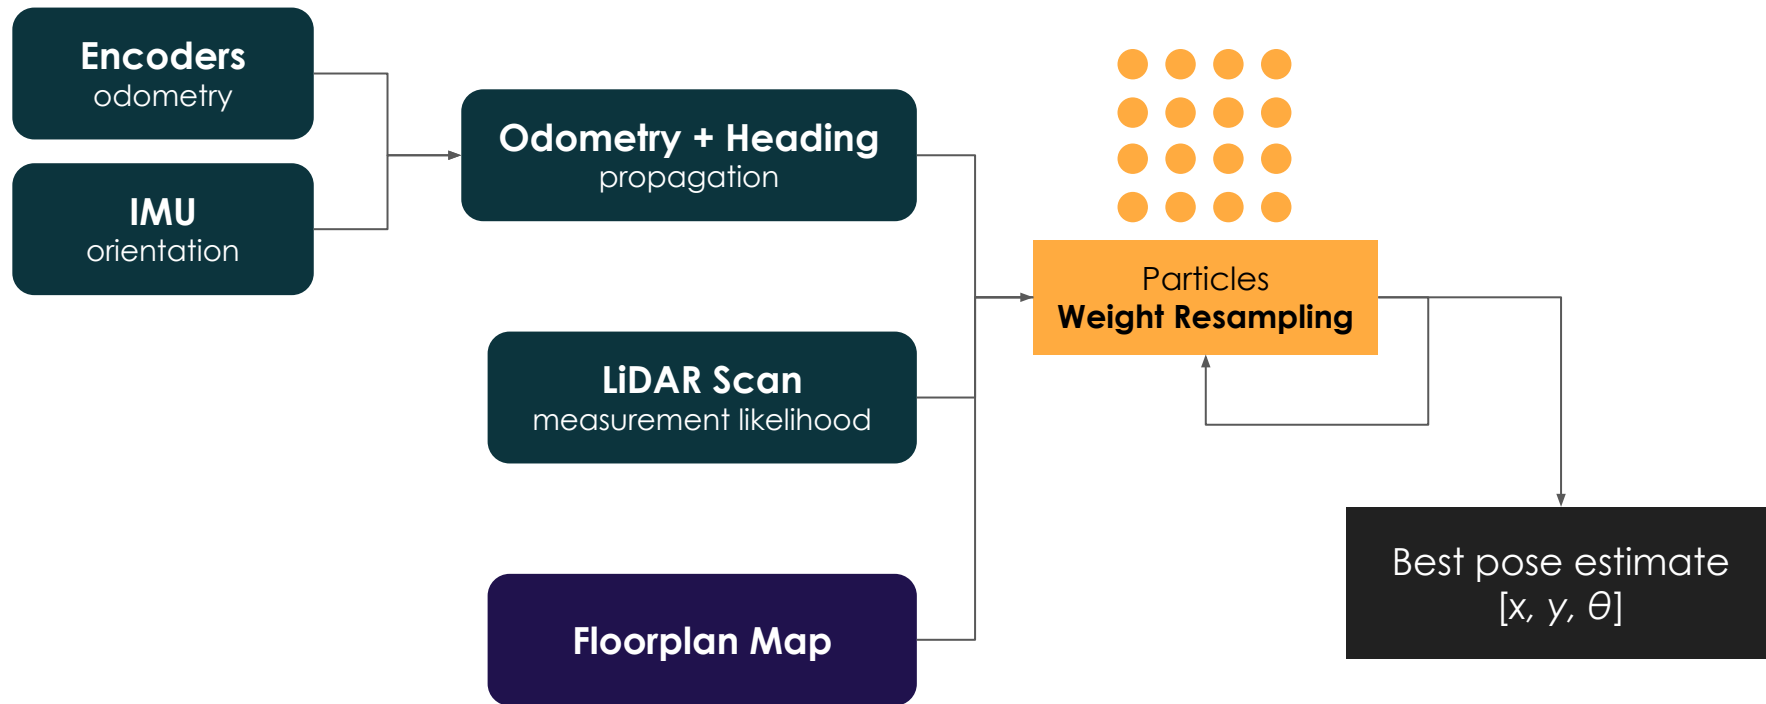 Encoders
odometry
IMU
orientation
Odometry + Heading
propagation
LiDAR Scan
measurement likelihood
Floorplan Map
Particles
Weight Resampling
Best pose estimate
[x, y, θ]